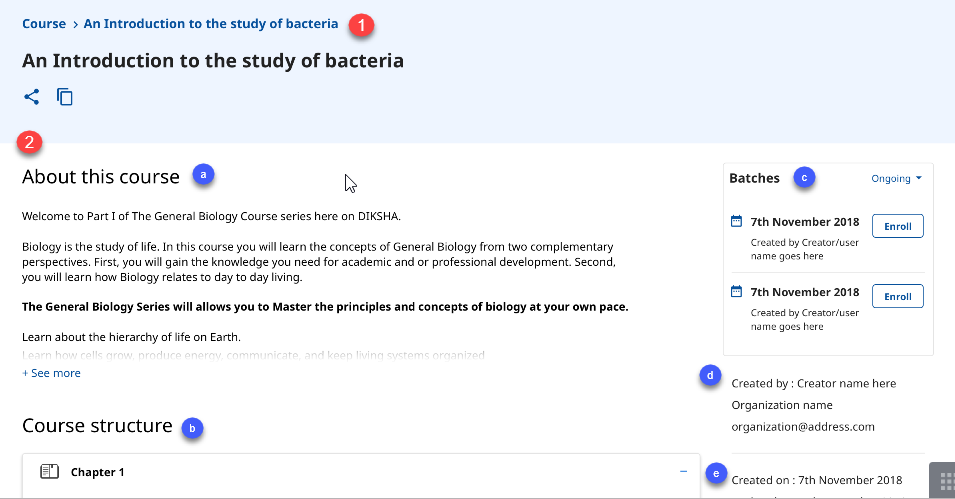 Course > An Introduction to the study of bacteria 1
An Introduction to the study of bacteria
2
About this course a
Welcome to Part I of The General Biology Course series here on DIKSHA.
Biology is the study of life. In this course you will learn the concepts of General Biology from two complementary
perspectives. First, you will gain the knowledge you need for academic and or professional development. Second,
you will learn how Biology relates to day to day living.
The General Biology Series will allows you to Master the principles and concepts of biology at your own pace.
Learn about the hierarchy of life on Earth.
Learn how cells grow, produce energy, communicate, and keep living systems organized
+ See more
Course structure b
Chapter 1 −
Batches c Ongoing
7th November 2018 Enroll
Created by Creator/user
name goes here
7th November 2018 Enroll
Created by Creator/user
name goes here
d
Created by : Creator name here
Organization name
organization@address.com
e Created on : 7th November 2018